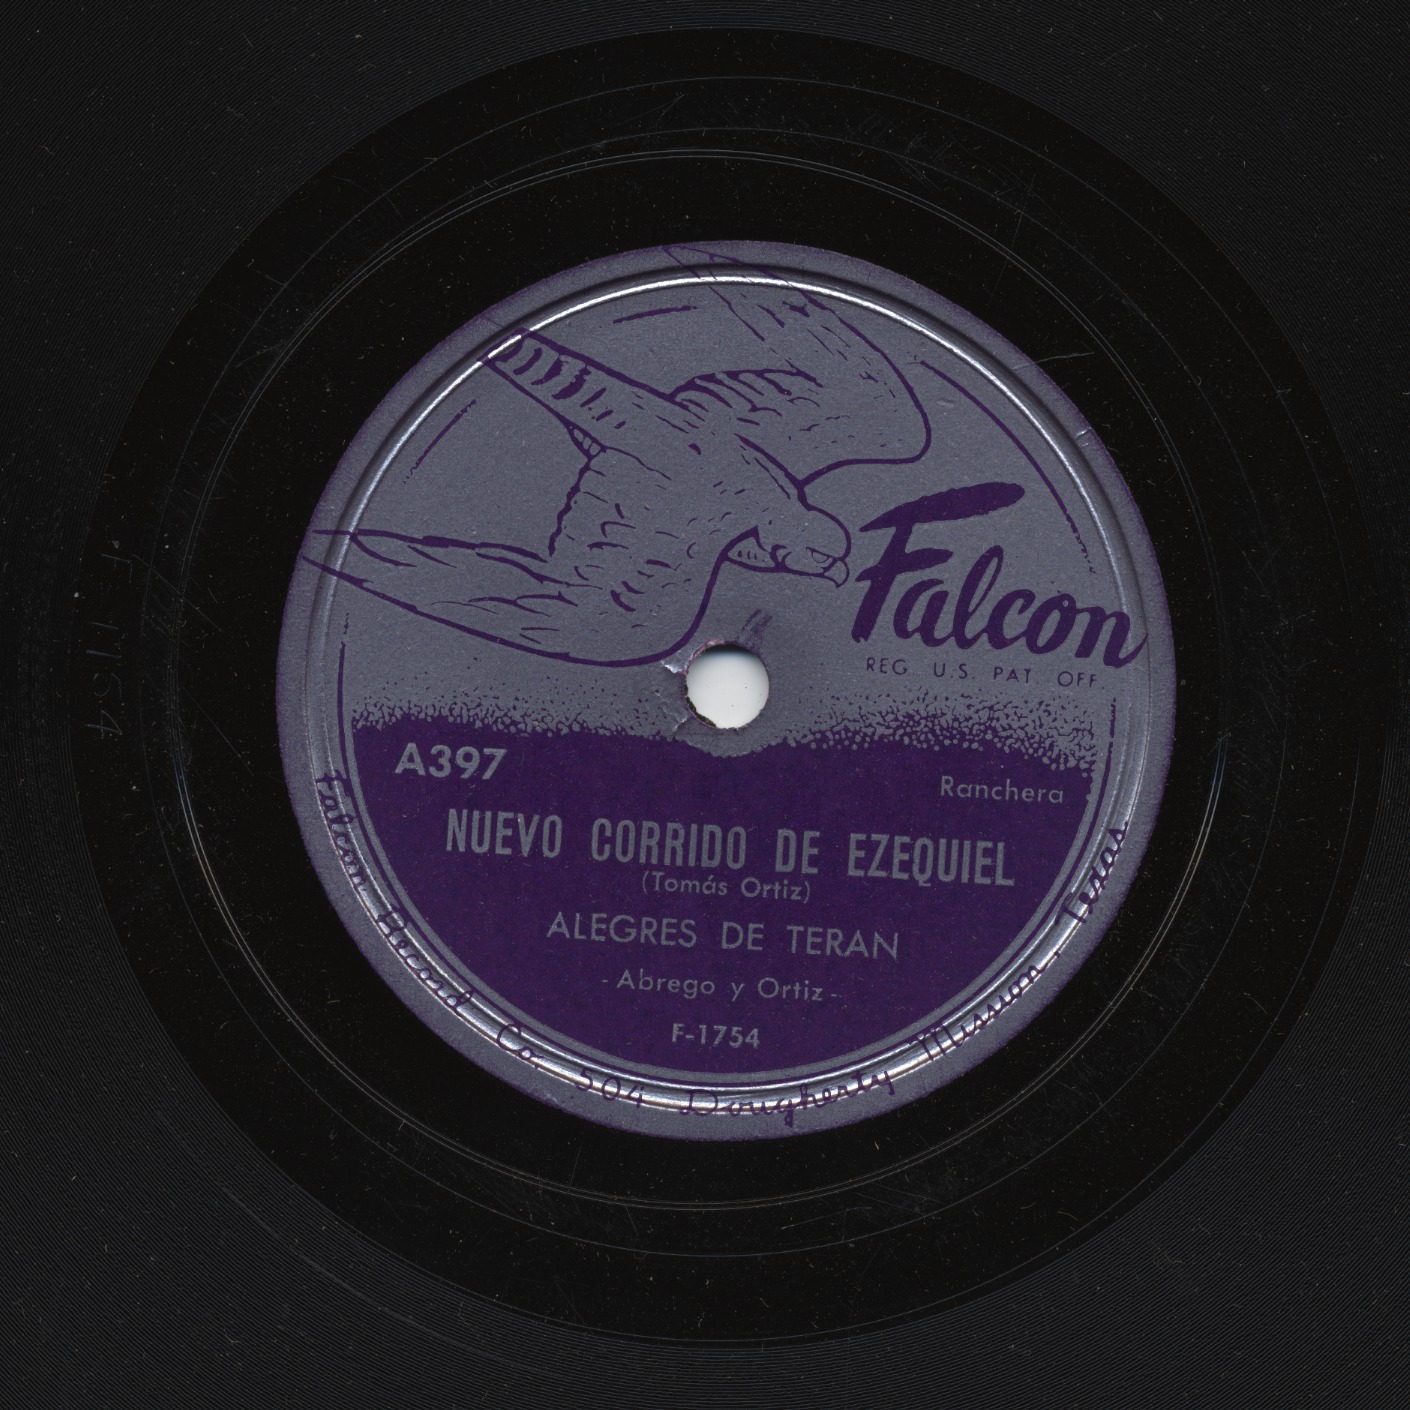 Falcon
REG. U.S. PAT. OFF.
A397
Ranchera
NUEVO CORRIDO DE EZEQUIEL
(Tomás Ortiz)
ALEGRES DE TERAN
- Abrego y Ortiz -
F-1754
Falcon Record Co. 504 Dougherty Mission, Texas.
F 1754